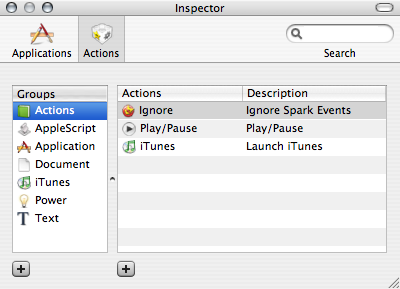 Inspector
Applications Actions Search
Groups Actions Description
Actions Ignore Ignore Spark Events
AppleScript Play/Pause Play/Pause
Application iTunes Launch iTunes
Document
iTunes
Power
Text